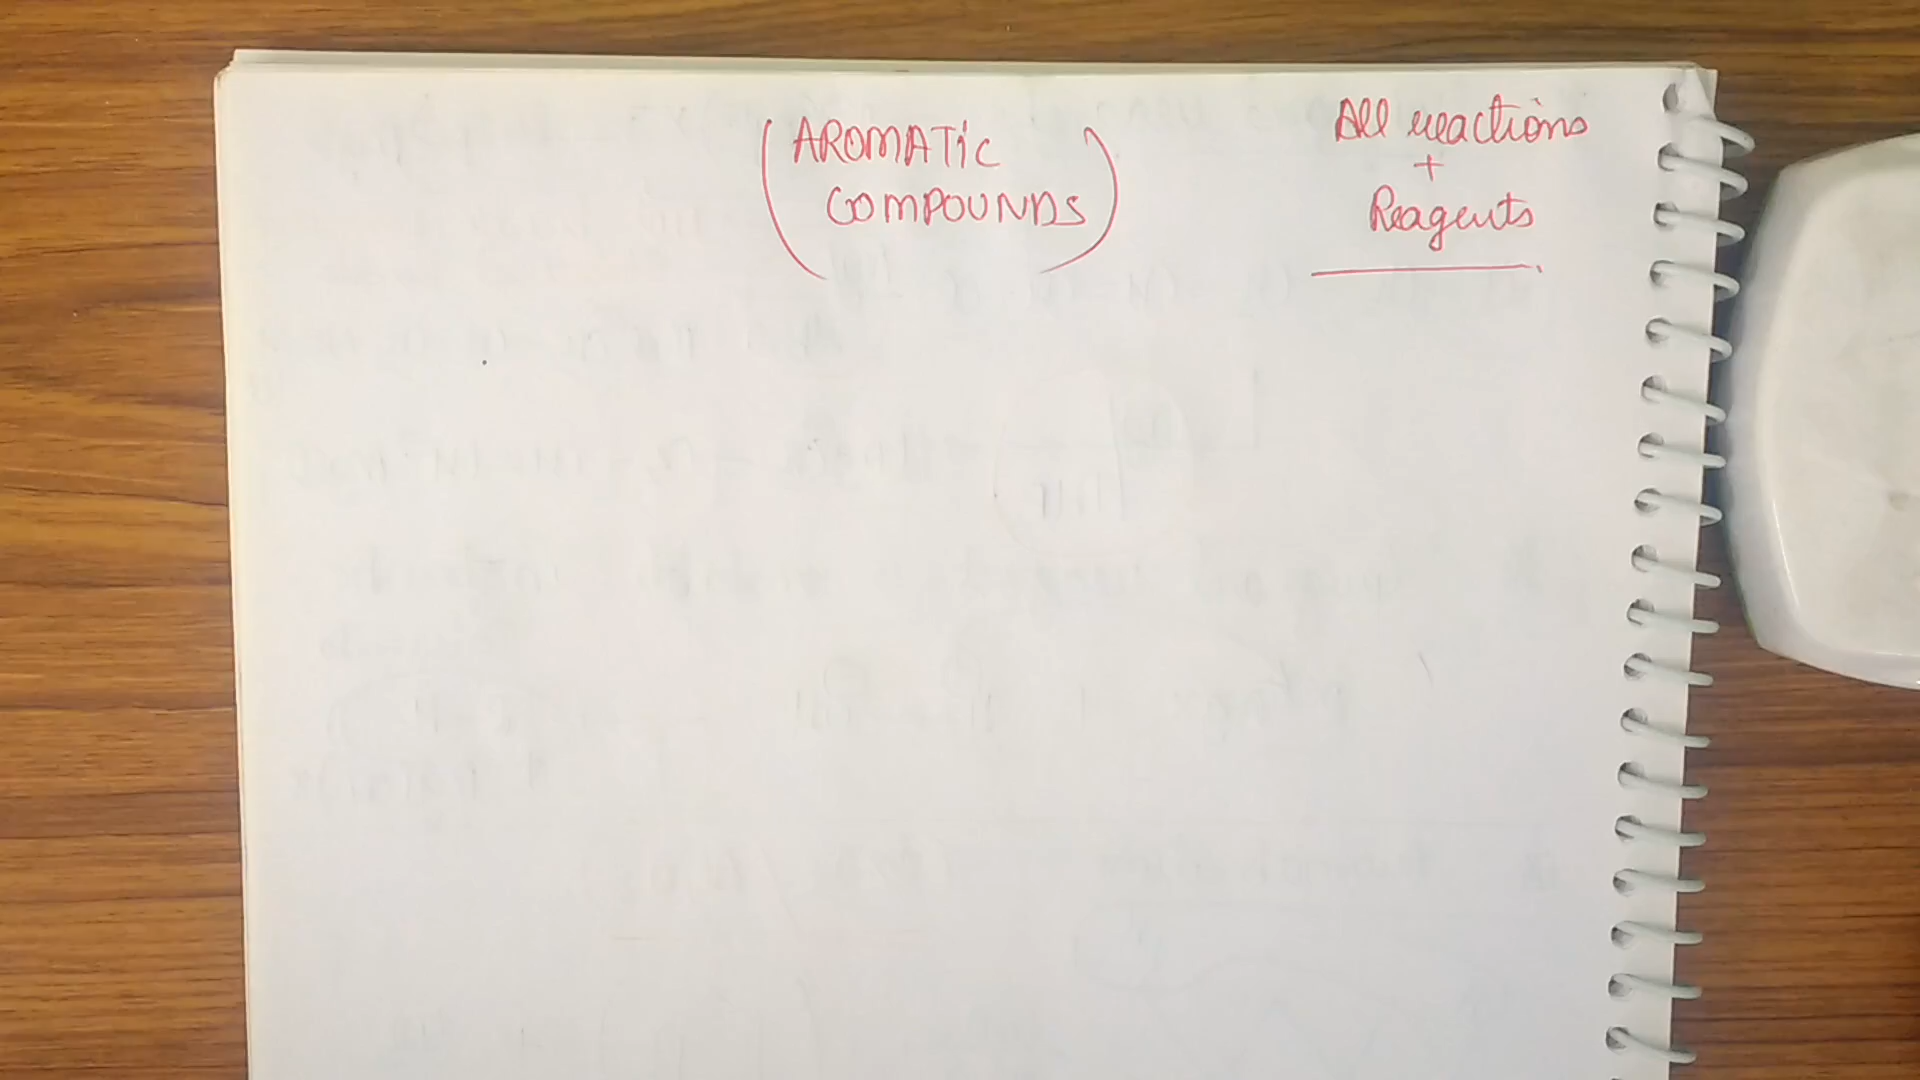 (AROMATIC
COMPOUNDS)
All reactions
+
Reagents